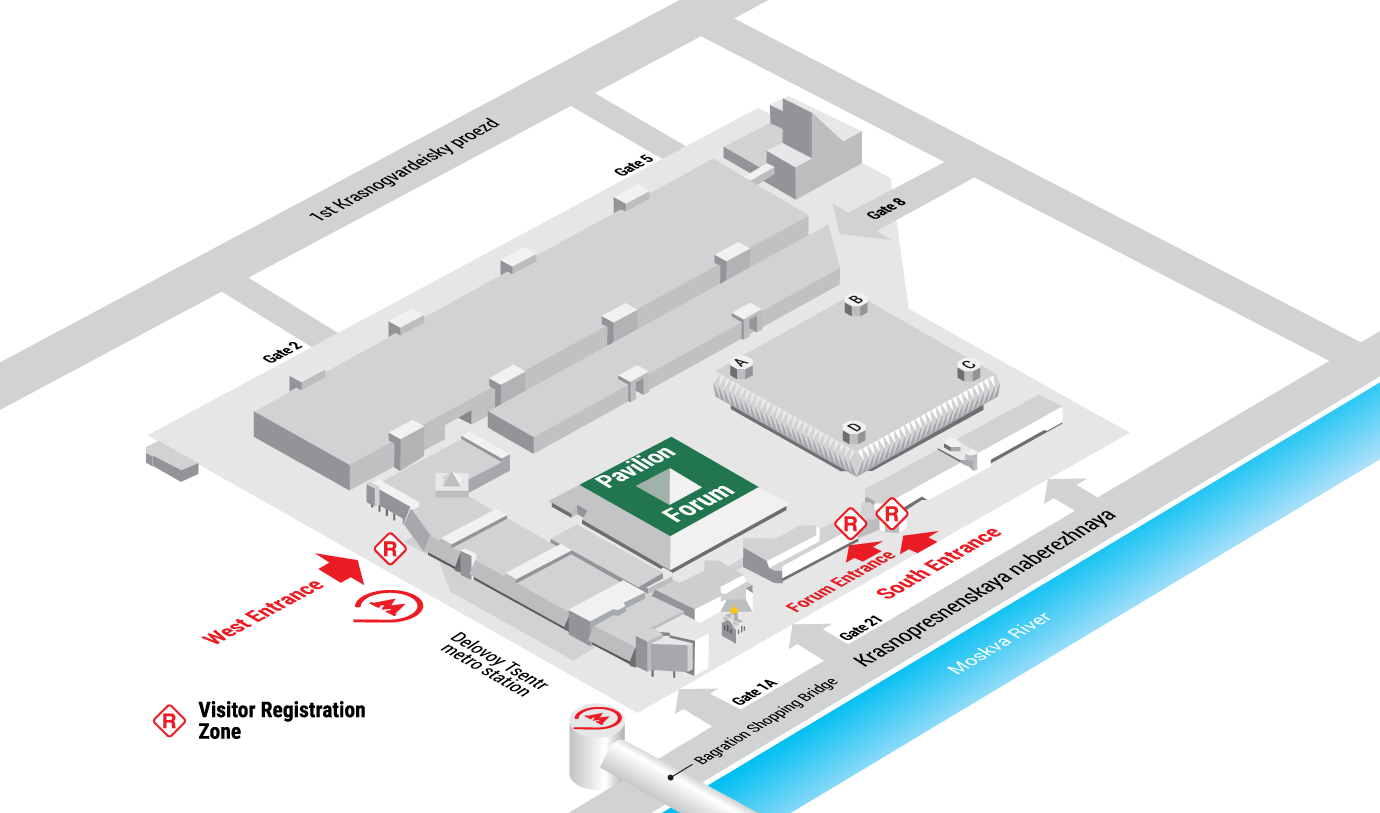 1st Krasnogvardeisky proezd
Gate 5
Gate 8
Gate 2
B
A
C
D
Pavilion
Forum
R
R
R
Forum Entrance
South Entrance
West Entrance
Krasnopresnenskaya naberezhnaya
Gate 21
Moskva River
Delovoy Tsentr
metro station
Gate 1A
Bagration Shopping Bridge
R
Visitor Registration
Zone